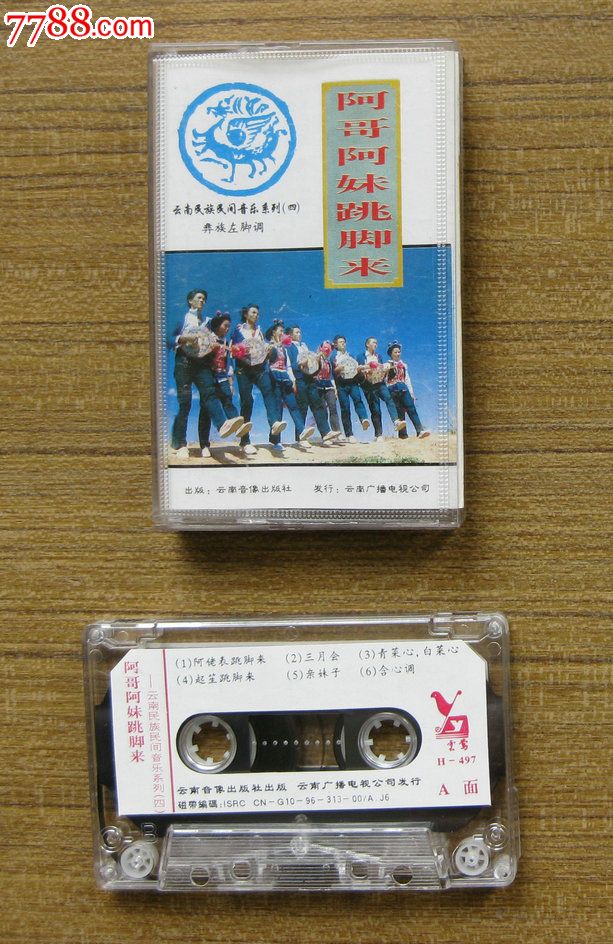 7788.com
阿哥阿妹跳脚来
云南民族民间音乐系列(四)
彝族左脚调
出版：云南音像出版社 发行：云南广播电视公司
阿哥阿妹跳脚来
——云南民族民间音乐系列(四)
(1)阿佬表跳脚来 (2)三月会 (3)青菜心,白菜心
(4)起笙跳脚来 (5)亲妹子 (6)合心调
y
云莺
H-497
A 面
云南音像出版社出版 云南广播电视公司发行
磁带编碼:ISRC CN-G10-96-313-00/A.J6